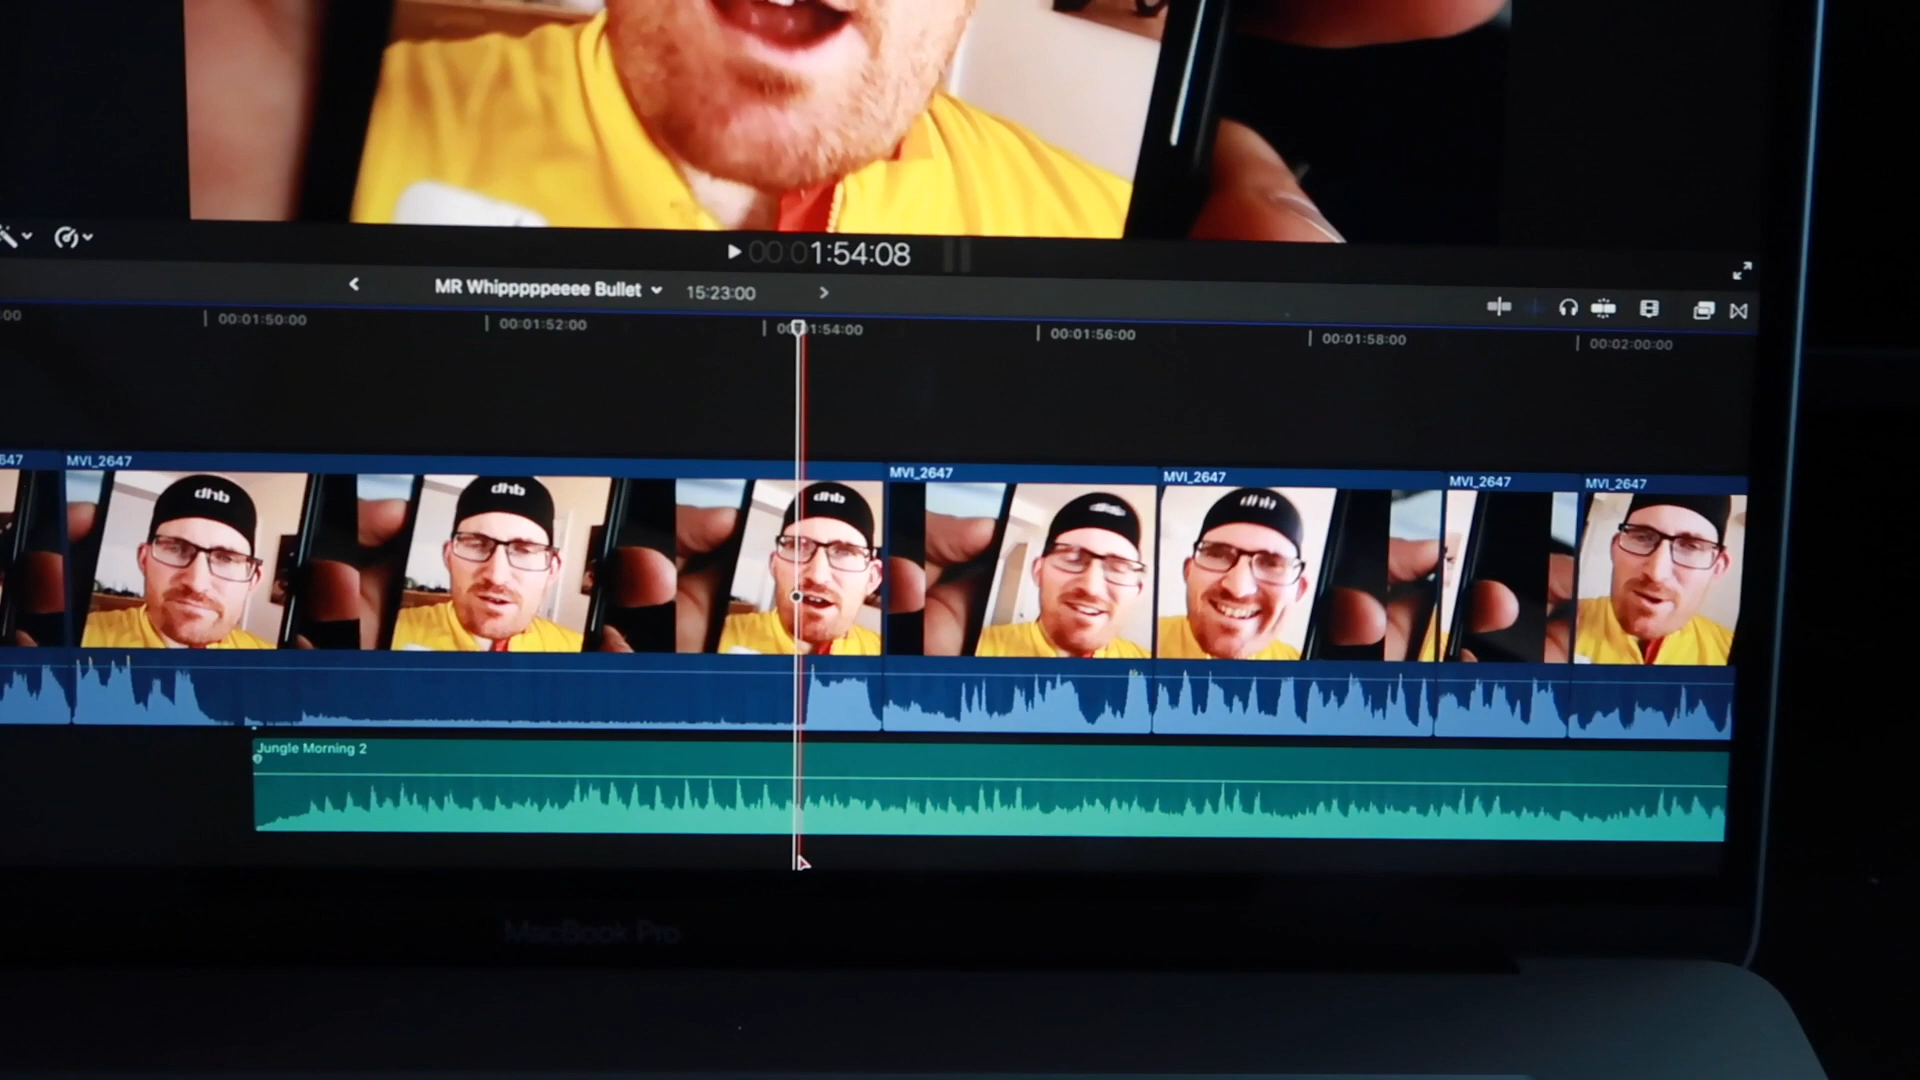 00:01:54:08
MR Whipppppeeee Bullet 15:23:00
:00 00:01:50:00 00:01:52:00 00:01:54:00 00:01:56:00 00:01:58:00 00:02:00:00
647 MVI_2647 MVI_2647 MVI_2647 MVI_2647 MVI_2647
dhb dhb dhb dhb
Jungle Morning 2
MacBook Pro